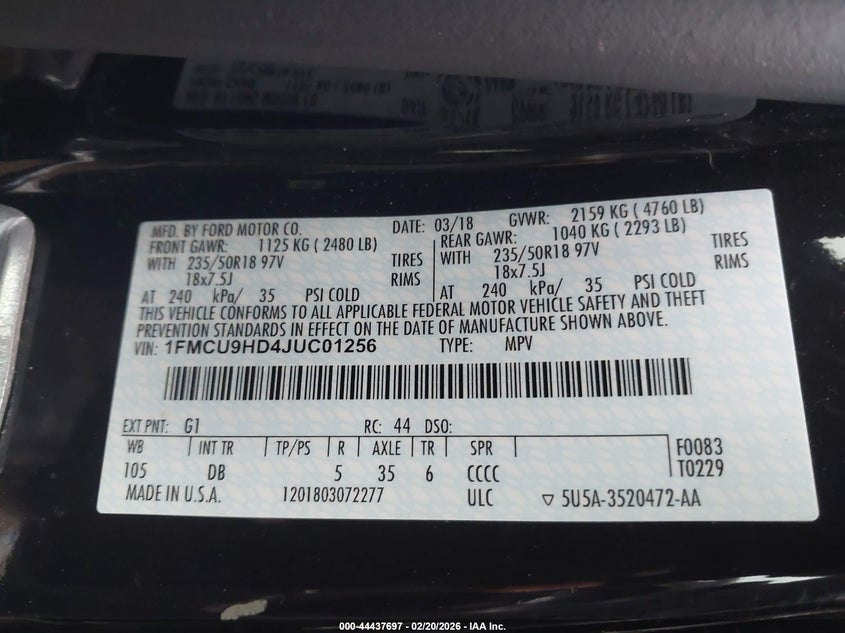 MFD. BY FORD MOTOR CO. DATE: 03/18 GVWR: 2159 KG ( 4760 LB)
FRONT GAWR: 1125 KG ( 2480 LB) REAR GAWR: 1040 KG ( 2293 LB)
WITH 235/50R18 97V TIRES WITH 235/50R18 97V TIRES
18x7.5J RIMS 18x7.5J RIMS
AT 240 kPa/ 35 PSI COLD AT 240 kPa/ 35 PSI COLD
THIS VEHICLE CONFORMS TO ALL APPLICABLE FEDERAL MOTOR VEHICLE SAFETY AND THEFT
PREVENTION STANDARDS IN EFFECT ON THE DATE OF MANUFACTURE SHOWN ABOVE.
VIN: 1FMCU9HD4JUC01256 TYPE: MPV
EXT PNT: G1 RC: 44 DSO:
WB INT TR TP/PS R AXLE TR SPR F0083
105 DB 5 35 6 CCCC T0229
MADE IN U.S.A. 1201803072277 ULC ▽ 5U5A-3520472-AA
000-44437697 - 02/20/2026 - IAA Inc.